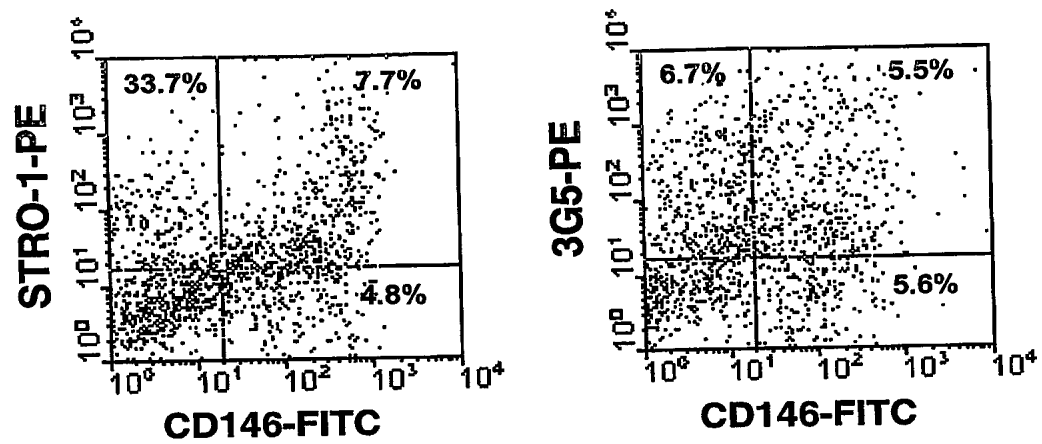 STRO-1-PE
10⁴
10³
10²
10¹
10⁰
33.7%
7.7%
4.8%
10⁰ 10¹ 10² 10³ 10⁴
CD146-FITC
3G5-PE
10⁴
10³
10²
10¹
10⁰
6.7%
5.5%
5.6%
10⁰ 10¹ 10² 10³ 10⁴
CD146-FITC